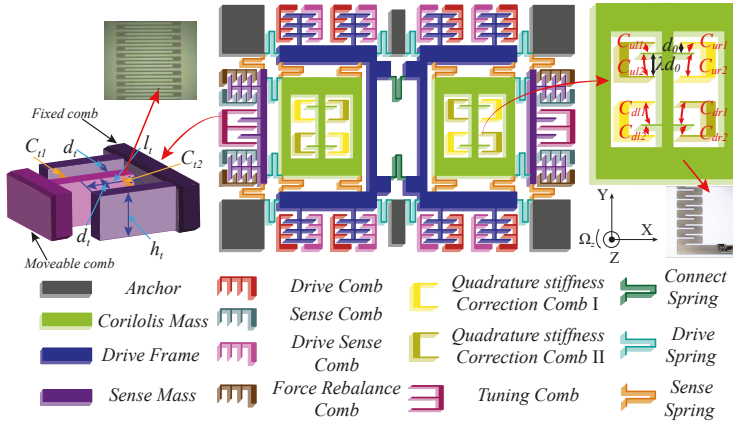 Fixed comb
C_t1
d_t
l_t
C_t2
d_t
h_t
Moveable comb
C_ul1
d_0
C_ur1
C_ul2
λd_0
C_ur2
C_dl1
C_dr1
C_dl2
C_dr2
Y
Ω_z
X
Z
Anchor
Corilolis Mass
Drive Frame
Sense Mass
Drive Comb
Sense Comb
Drive Sense
Comb
Force Rebalance
Comb
Quadrature stiffness
Correction Comb I
Quadrature stiffness
Correction Comb II
Tuning Comb
Connect
Spring
Drive
Spring
Sense
Spring